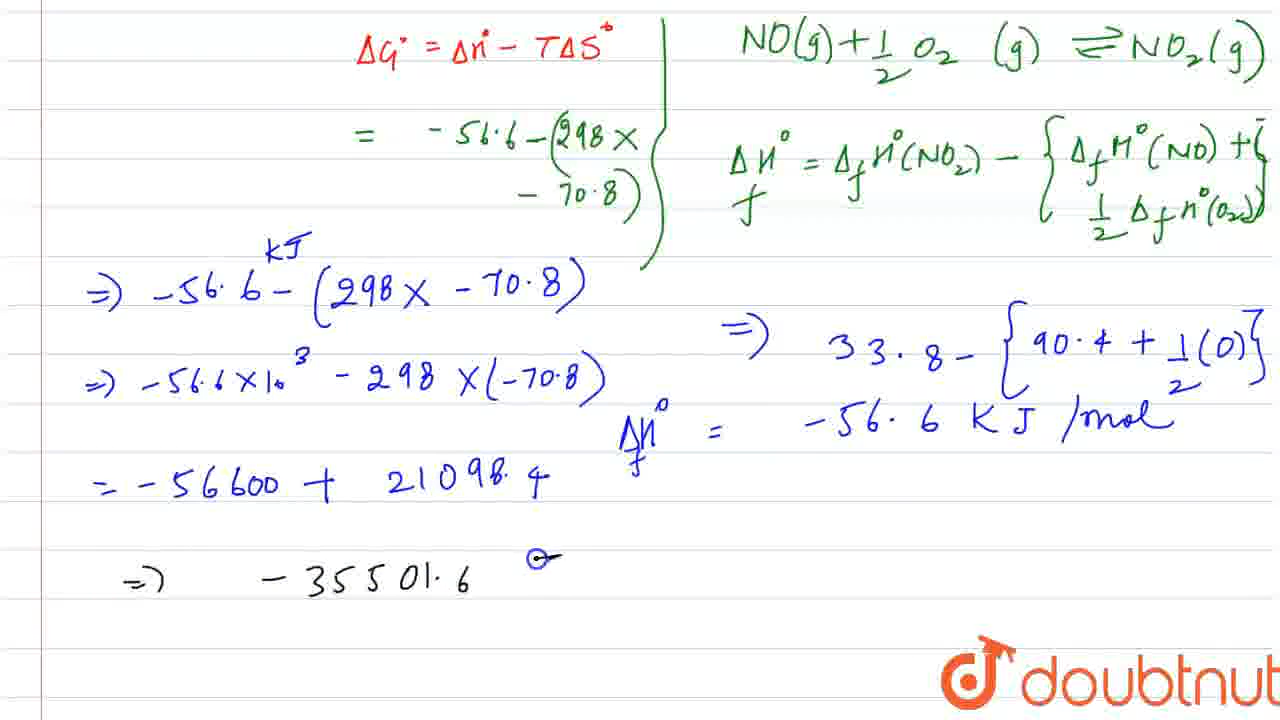 ΔG° = ΔH° - TΔS°
= - 56.6 - (298 ×
- 70.8)
NO(g) + 1/2 O₂ (g) ⇌ NO₂(g)
ΔfH° = ΔfH°(NO₂) - {ΔfH°(NO) +
1/2 ΔfH°(O₂)}
⇒ -56.6 kJ - (298 × - 70.8)
⇒ -56.6 × 10³ - 298 × (-70.8)
= -56600 + 21098.4
⇒ - 35501.6
⇒ 33.8 - {90.4 + 1/2 (0)}
ΔfH° = -56.6 KJ /mol
doubtnut